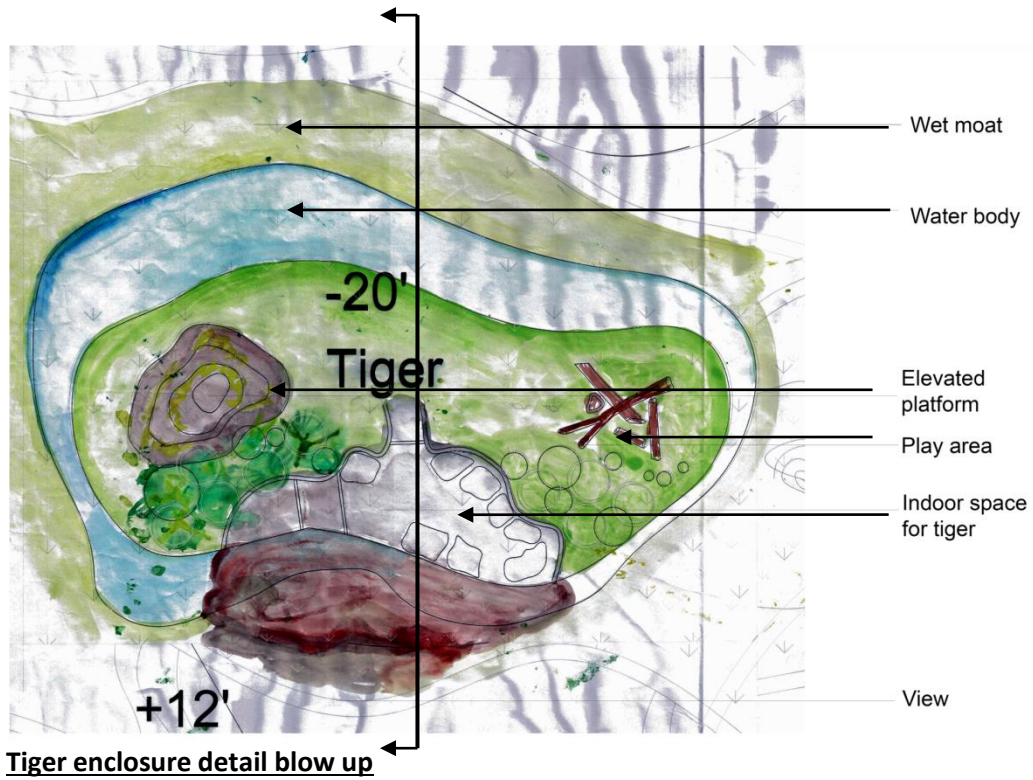 Wet moat
Water body
-20'
Tiger
Elevated
platform
Play area
Indoor space
for tiger
View
+12'
Tiger enclosure detail blow up